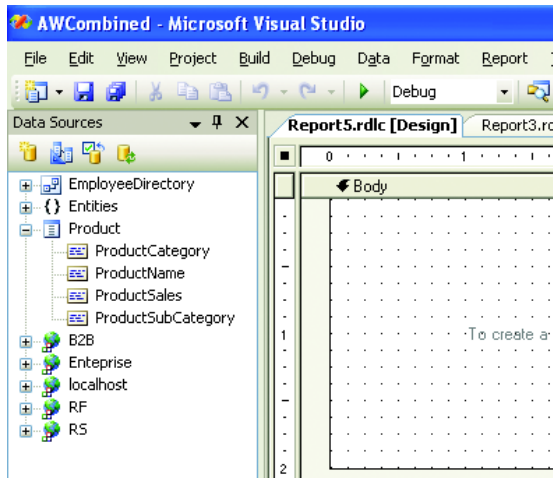 AWCombined - Microsoft Visual Studio
File Edit View Project Build Debug Data Format Report
Debug
Data Sources
Report5.rdlc [Design] Report3.rd
0 1
EmployeeDirectory
Body
Entities
Product
ProductCategory
ProductName
ProductSales
ProductSubCategory
1
To create a
B2B
Enteprise
localhost
RF
RS
2